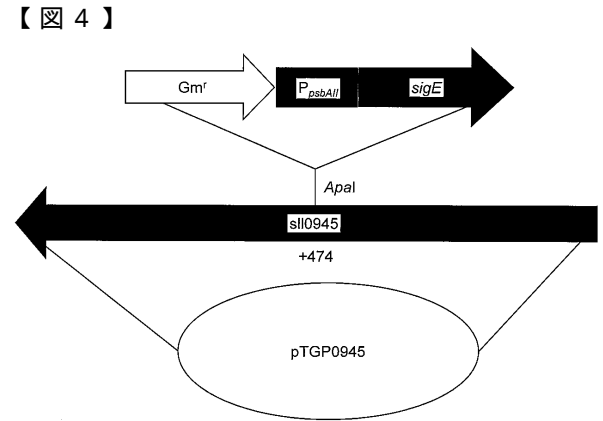 【図４】
Gmʳ PpsbAII sigE
ApaI
sll0945
+474
pTGP0945